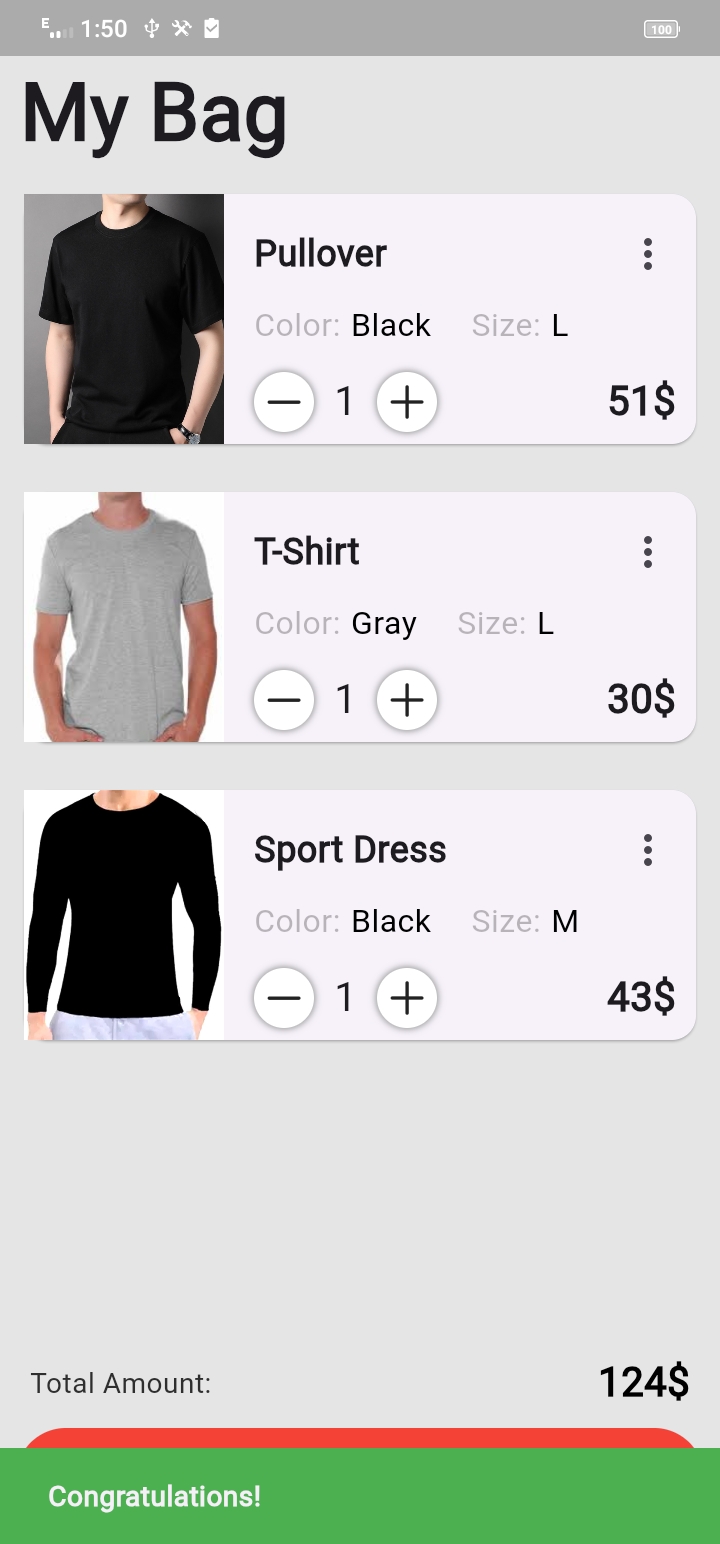 E 1:50 100
My Bag
Pullover
Color: Black Size: L
1 51$
T-Shirt
Color: Gray Size: L
1 30$
Sport Dress
Color: Black Size: M
1 43$
Total Amount: 124$
Congratulations!